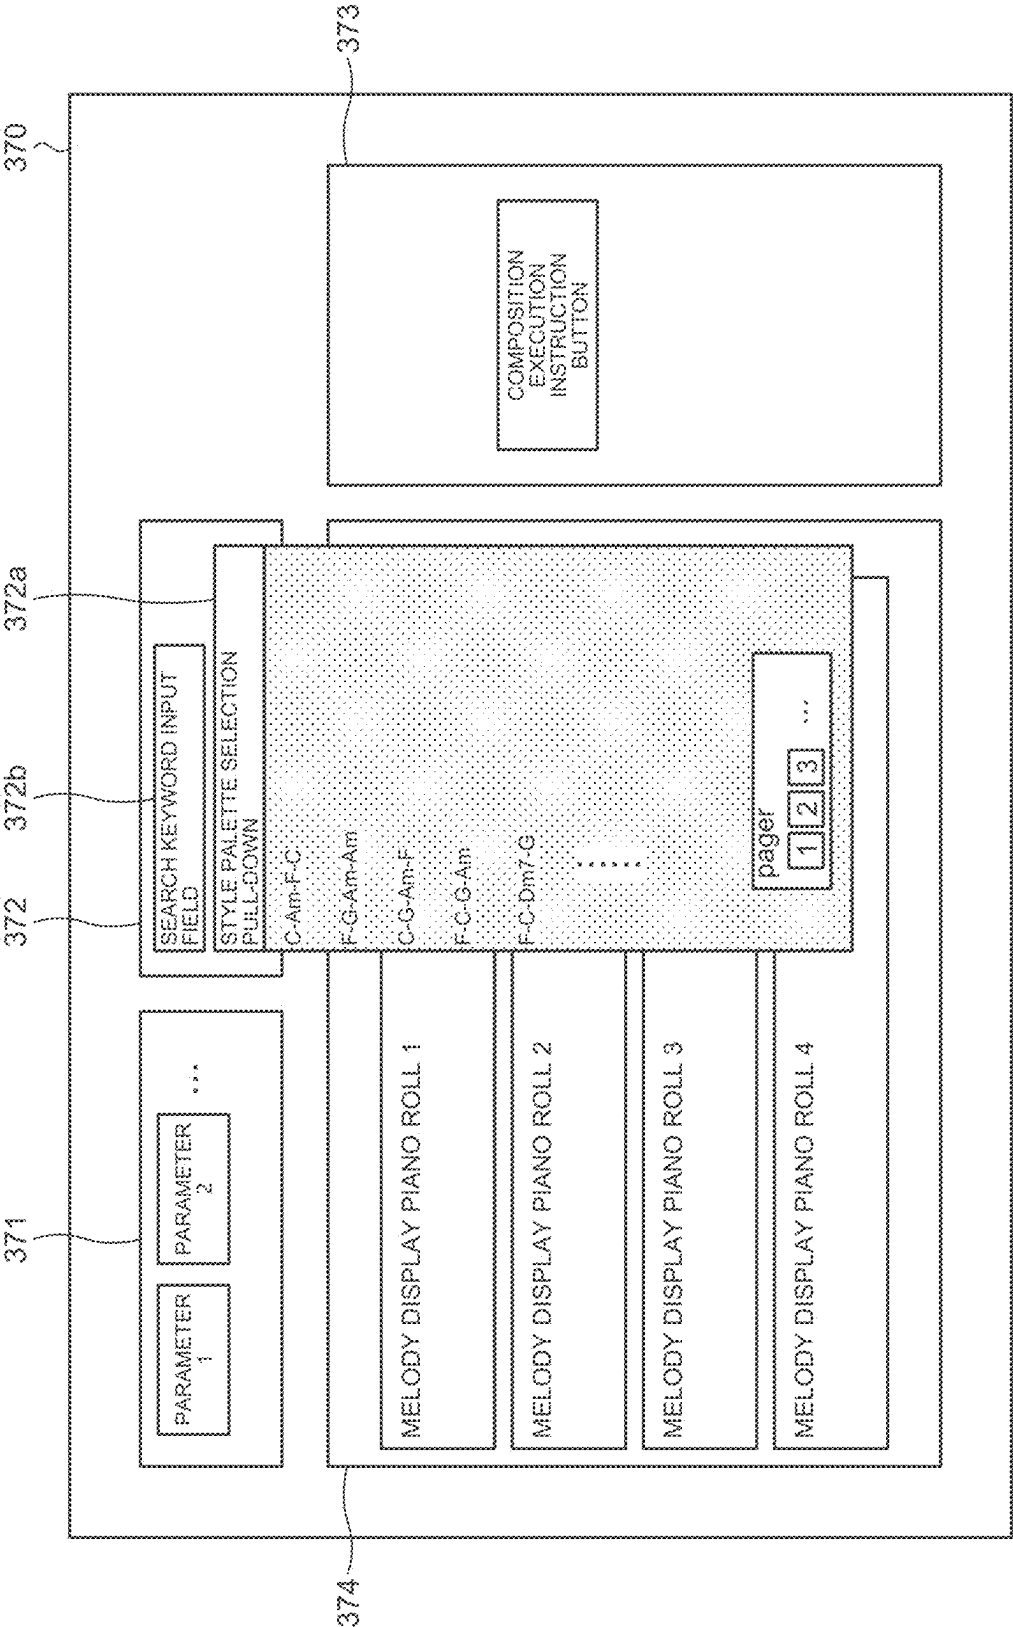 370
371
372
372b
372a
PARAMETER
1
PARAMETER
2
...
SEARCH KEYWORD INPUT
FIELD
STYLE PALETTE SELECTION
PULL-DOWN
C-Am-F-C
F-G-Am-Am
C-G-Am-F
F-C-G-Am
F-C-Dm7-G
......
pager
1 2 3 ...
374
MELODY DISPLAY PIANO ROLL 1
MELODY DISPLAY PIANO ROLL 2
MELODY DISPLAY PIANO ROLL 3
MELODY DISPLAY PIANO ROLL 4
373
COMPOSITION
EXECUTION
INSTRUCTION
BUTTON